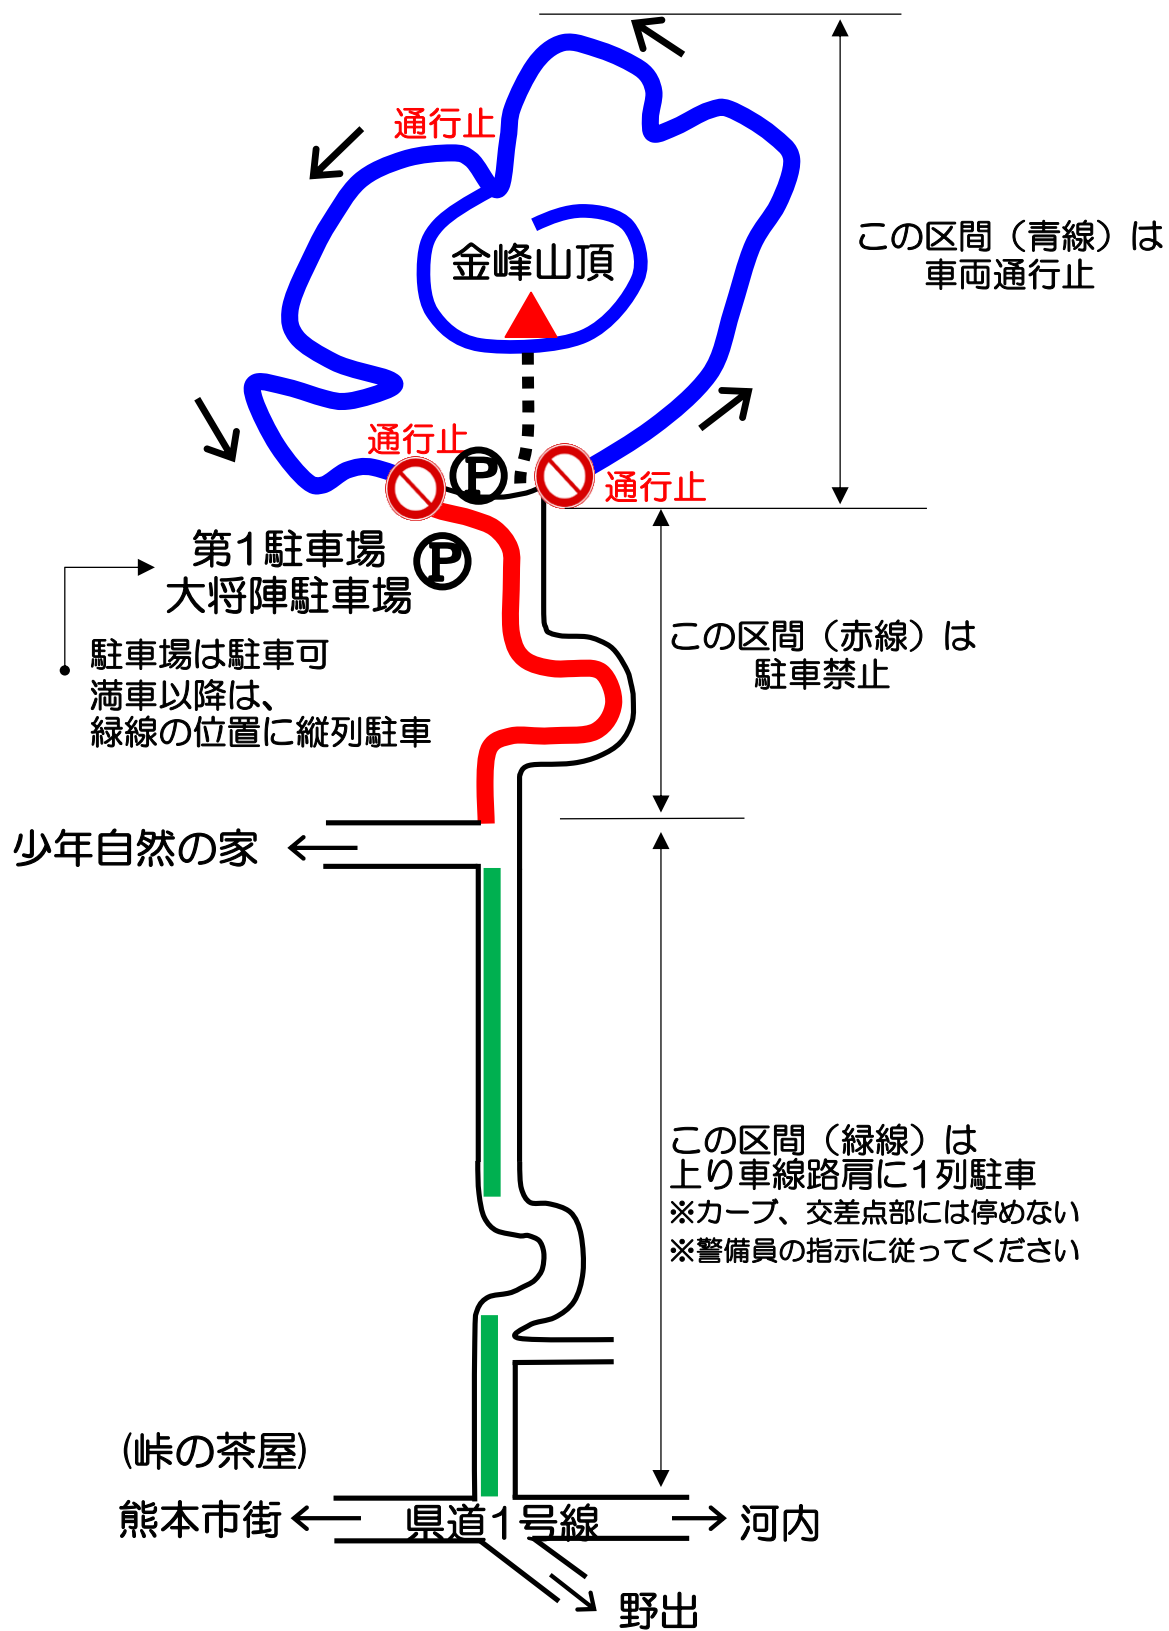 通行止
この区間（青線）は
車両通行止
金峰山頂
通行止
P
通行止
第１駐車場
大将陣駐車場
P
駐車場は駐車可
満車以降は、
緑線の位置に縦列駐車
この区間（赤線）は
駐車禁止
少年自然の家
この区間（緑線）は
上り車線路肩に１列駐車
※カーブ、交差点部には停めない
※警備員の指示に従ってください
(峠の茶屋)
熊本市街
県道１号線
河内
野出